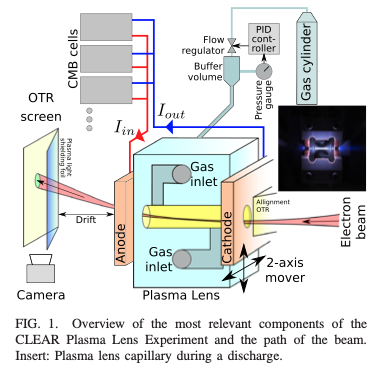 CMB cells
Flow
regulator
PID
cont-
roller
Buffer
volume
Pressure
gauge
Gas cylinder
OTR
screen
Plasma light
shielding foil
I_in
I_out
Gas
inlet
Allignment
OTR
Drift
Anode
Cathode
Electron
beam
Gas
inlet
2-axis
mover
Camera
Plasma Lens
FIG. 1. Overview of the most relevant components of the
CLEAR Plasma Lens Experiment and the path of the beam.
Insert: Plasma lens capillary during a discharge.